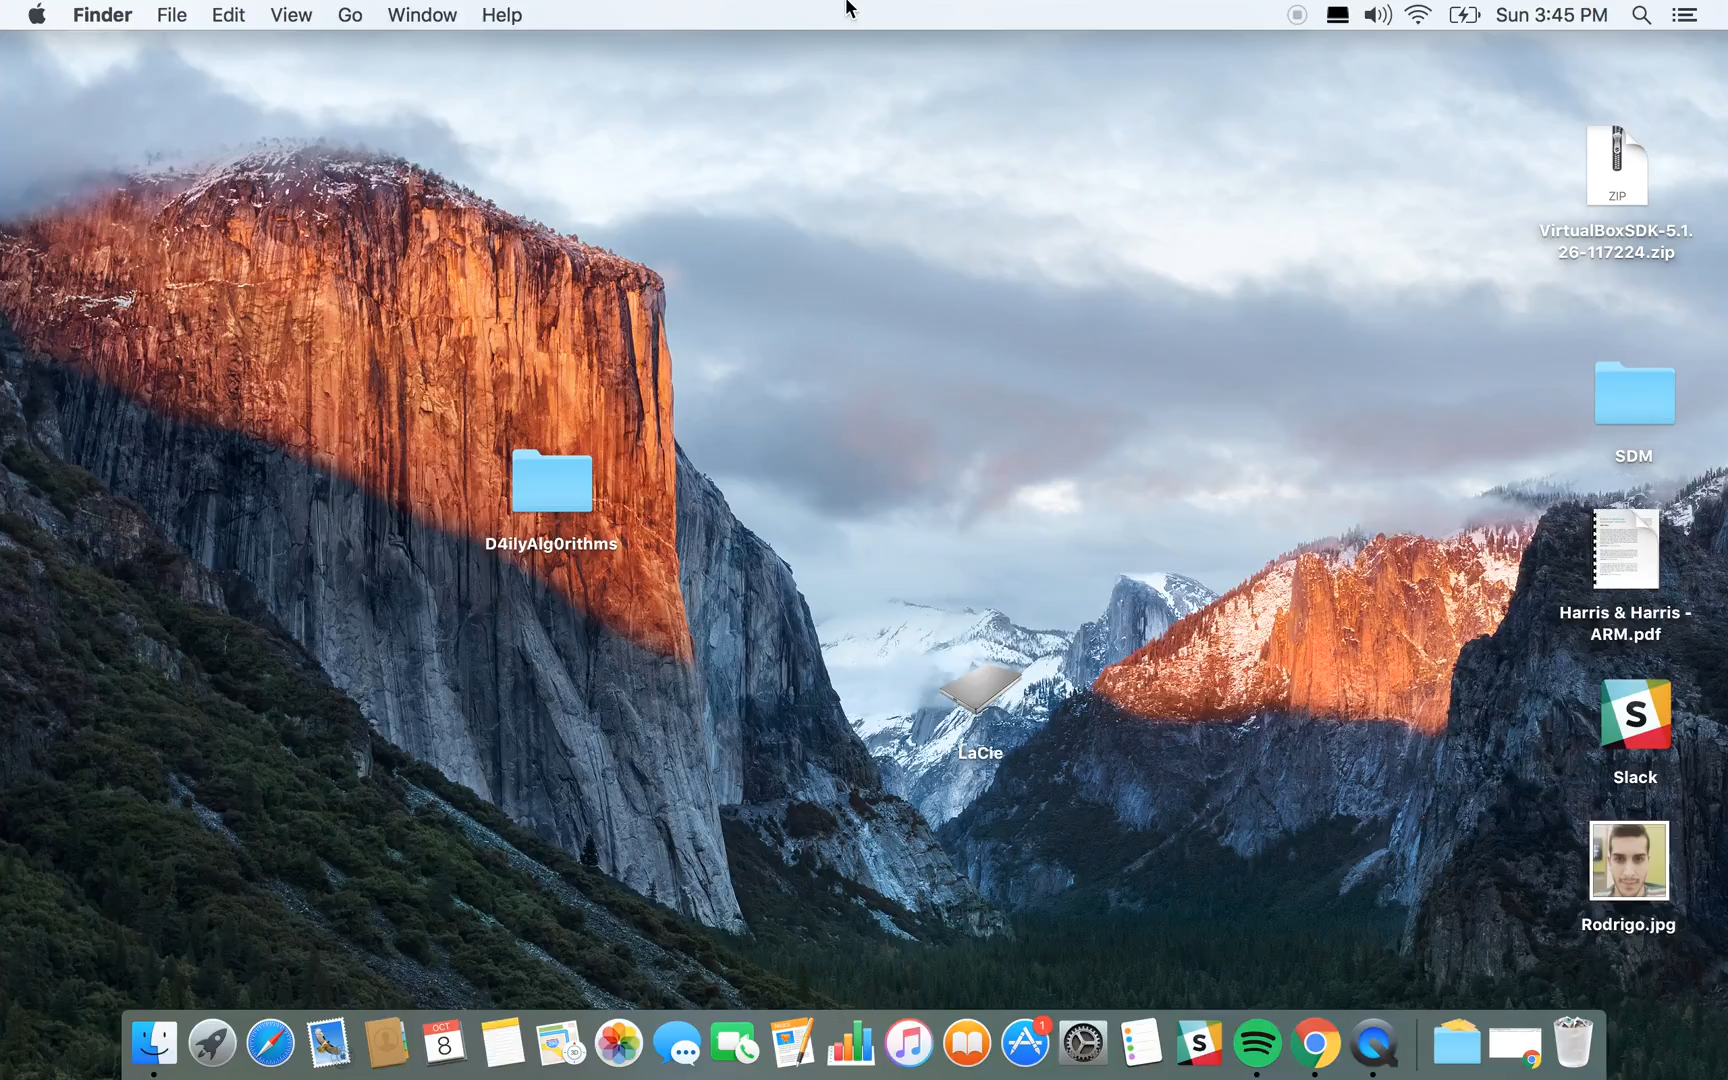 Finder File Edit View Go Window Help Sun 3:45 PM
ZIP
VirtualBoxSDK-5.1.
26-117224.zip
SDM
D4ilyAlg0rithms
Harris & Harris -
ARM.pdf
LaCie
S
Slack
Rodrigo.jpg
OCT
8
3D
1
S